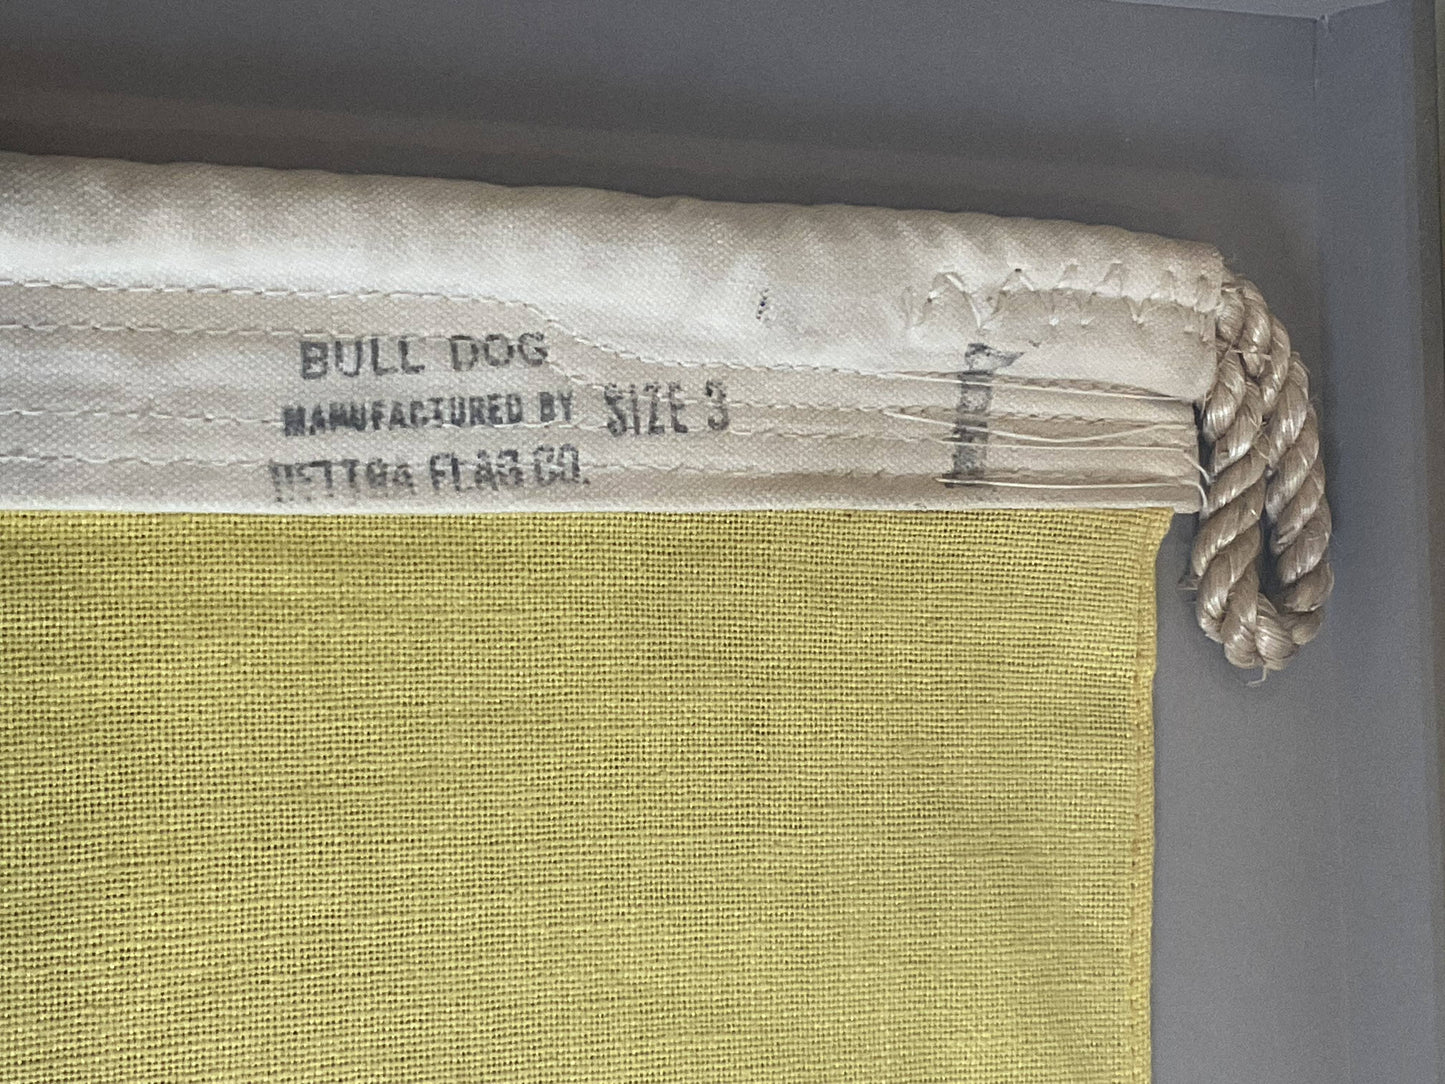 BULL DOG
MANUFACTURED BY SIZE 3
DETTRA FLAG CO.